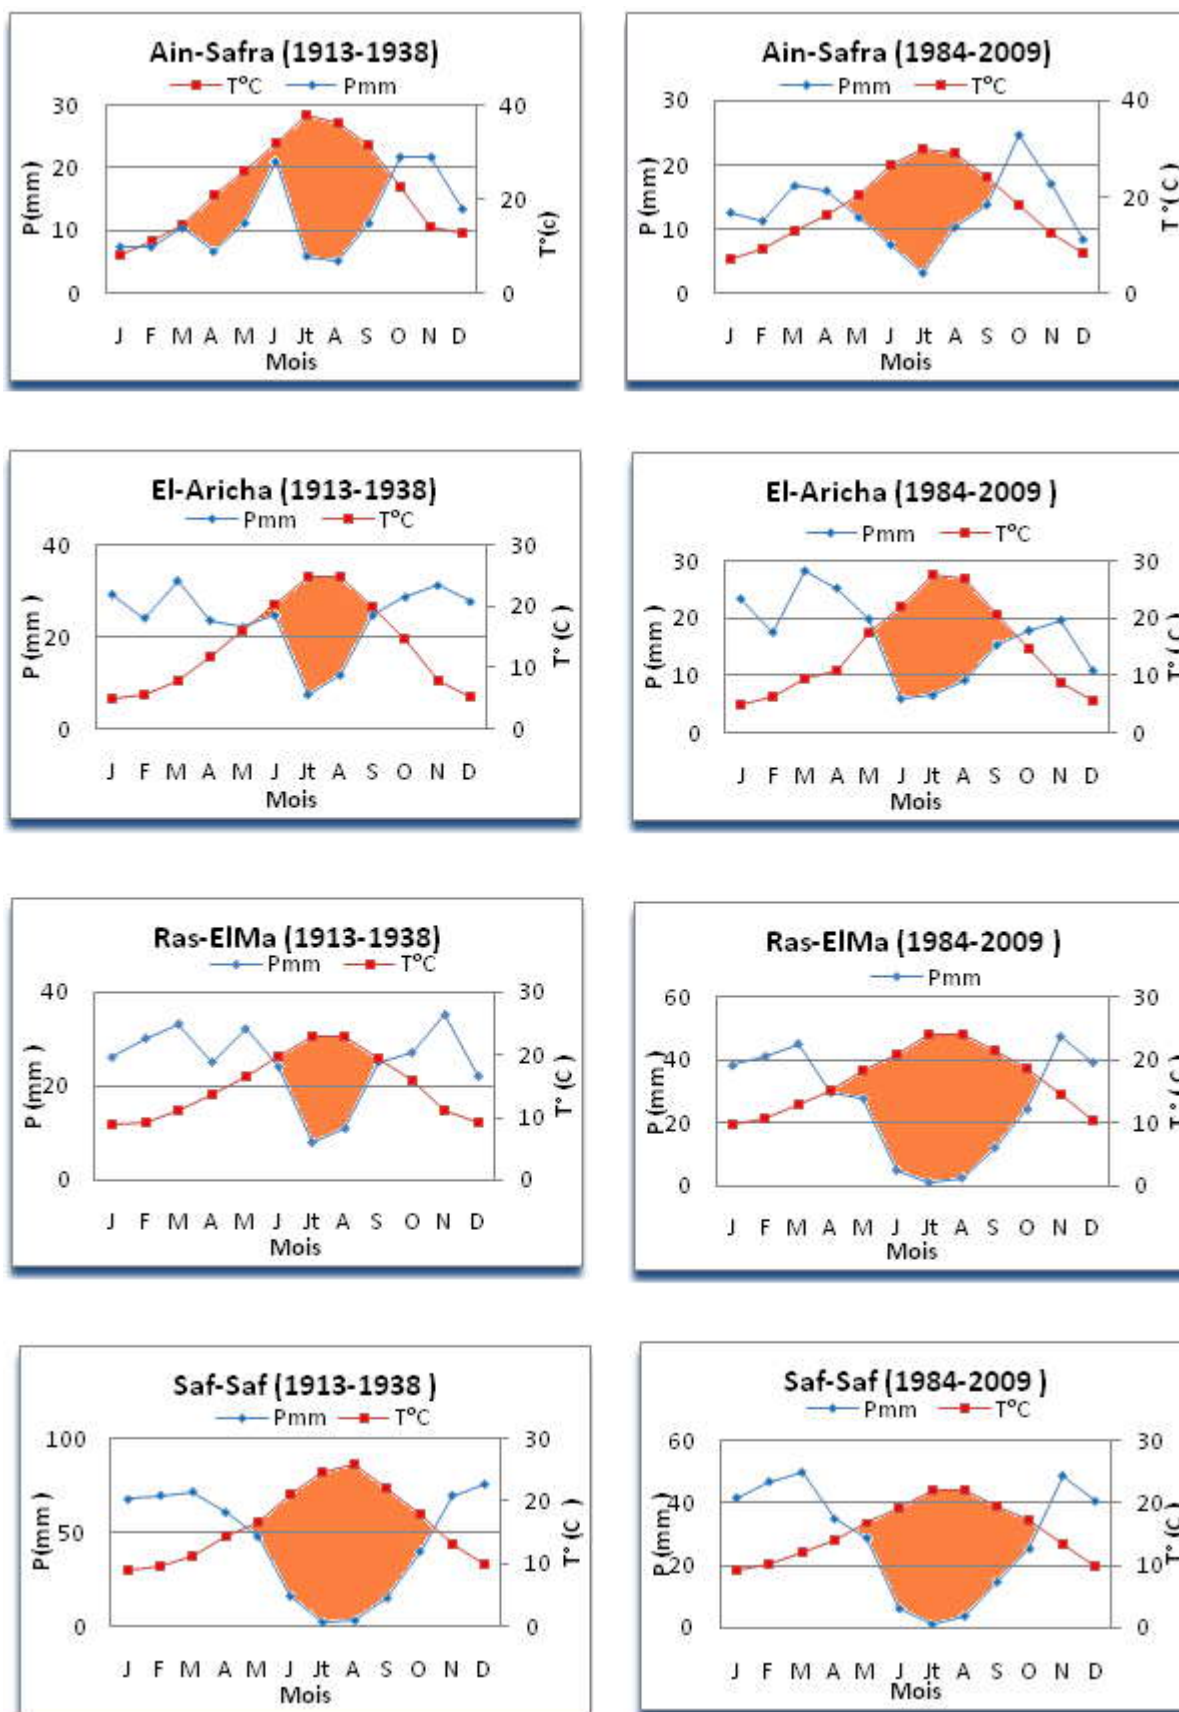 Ain-Safra (1913-1938)
T°C Pmm
30 40
20
20
10
0 0
P(mm )
T°(c)
J F M A M J Jt A S O N D
Mois
Ain-Safra (1984-2009)
Pmm T°C
30 40
20
20
10
0 0
P(mm )
T°( C )
J F M A M J Jt A S O N D
Mois
El-Aricha (1913-1938)
Pmm T°C
40 30
20
20
10
0 0
P (mm )
T° (C )
J F M A M J Jt A S O N D
Mois
El-Aricha (1984-2009 )
Pmm T°C
30 30
20 20
10 10
0 0
P (mm )
T° ( C )
J F M A M J Jt A S O N D
Mois
Ras-ElMa (1913-1938)
Pmm T°C
40 30
20
20
10
0 0
P (mm )
T° (C )
J F M A M J Jt A S O N D
Mois
Ras-ElMa (1984-2009 )
Pmm
60 30
40 20
20 10
0 0
P(mm )
T° ( C )
J F M A M J Jt A S O N D
Mois
Saf-Saf (1913-1938 )
Pmm T°C
100 30
20
50
10
0 0
P(mm )
T° (C )
J F M A M J Jt A S O N D
Mois
Saf-Saf (1984-2009 )
Pmm T°C
60 30
40 20
20 10
0 0
P(mm )
T° ( C )
J F M A M J Jt A S O N D
Mois